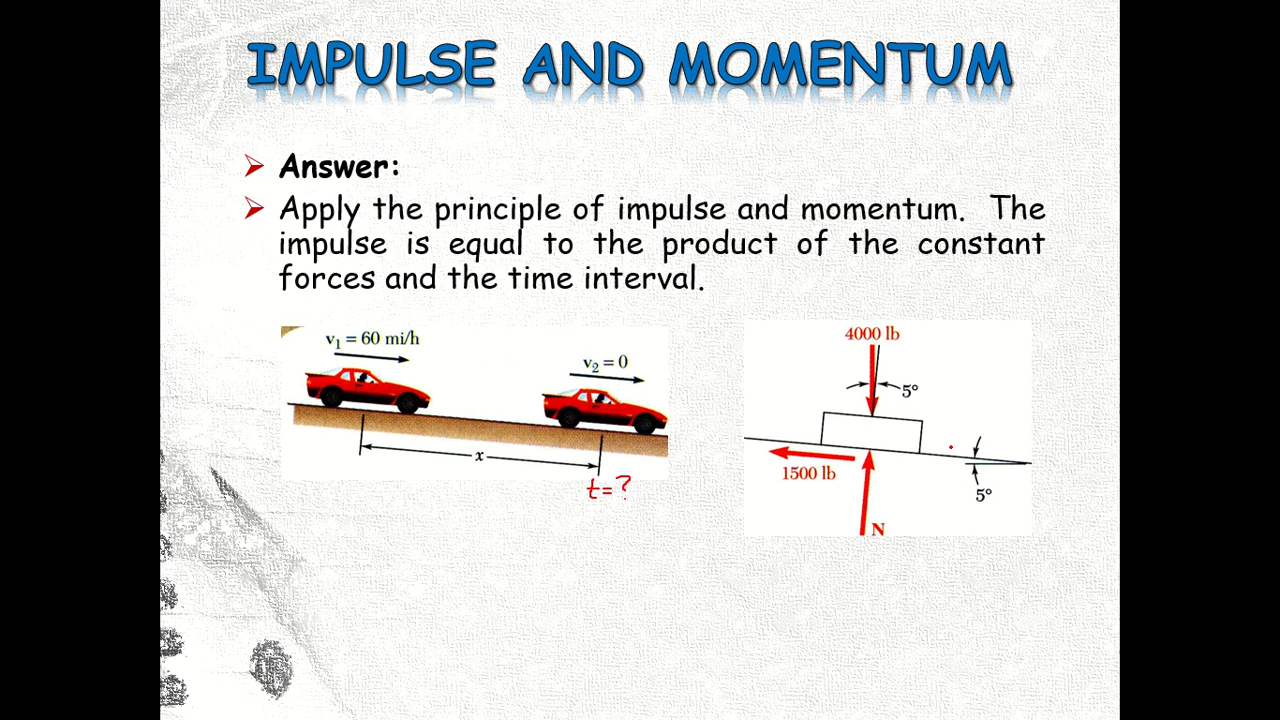 IMPULSE AND MOMENTUM
Answer:
Apply the principle of impulse and momentum. The
impulse is equal to the product of the constant
forces and the time interval.
v₁ = 60 mi/h
v₂ = 0
x
t=?
4000 lb
5°
1500 lb
5°
N